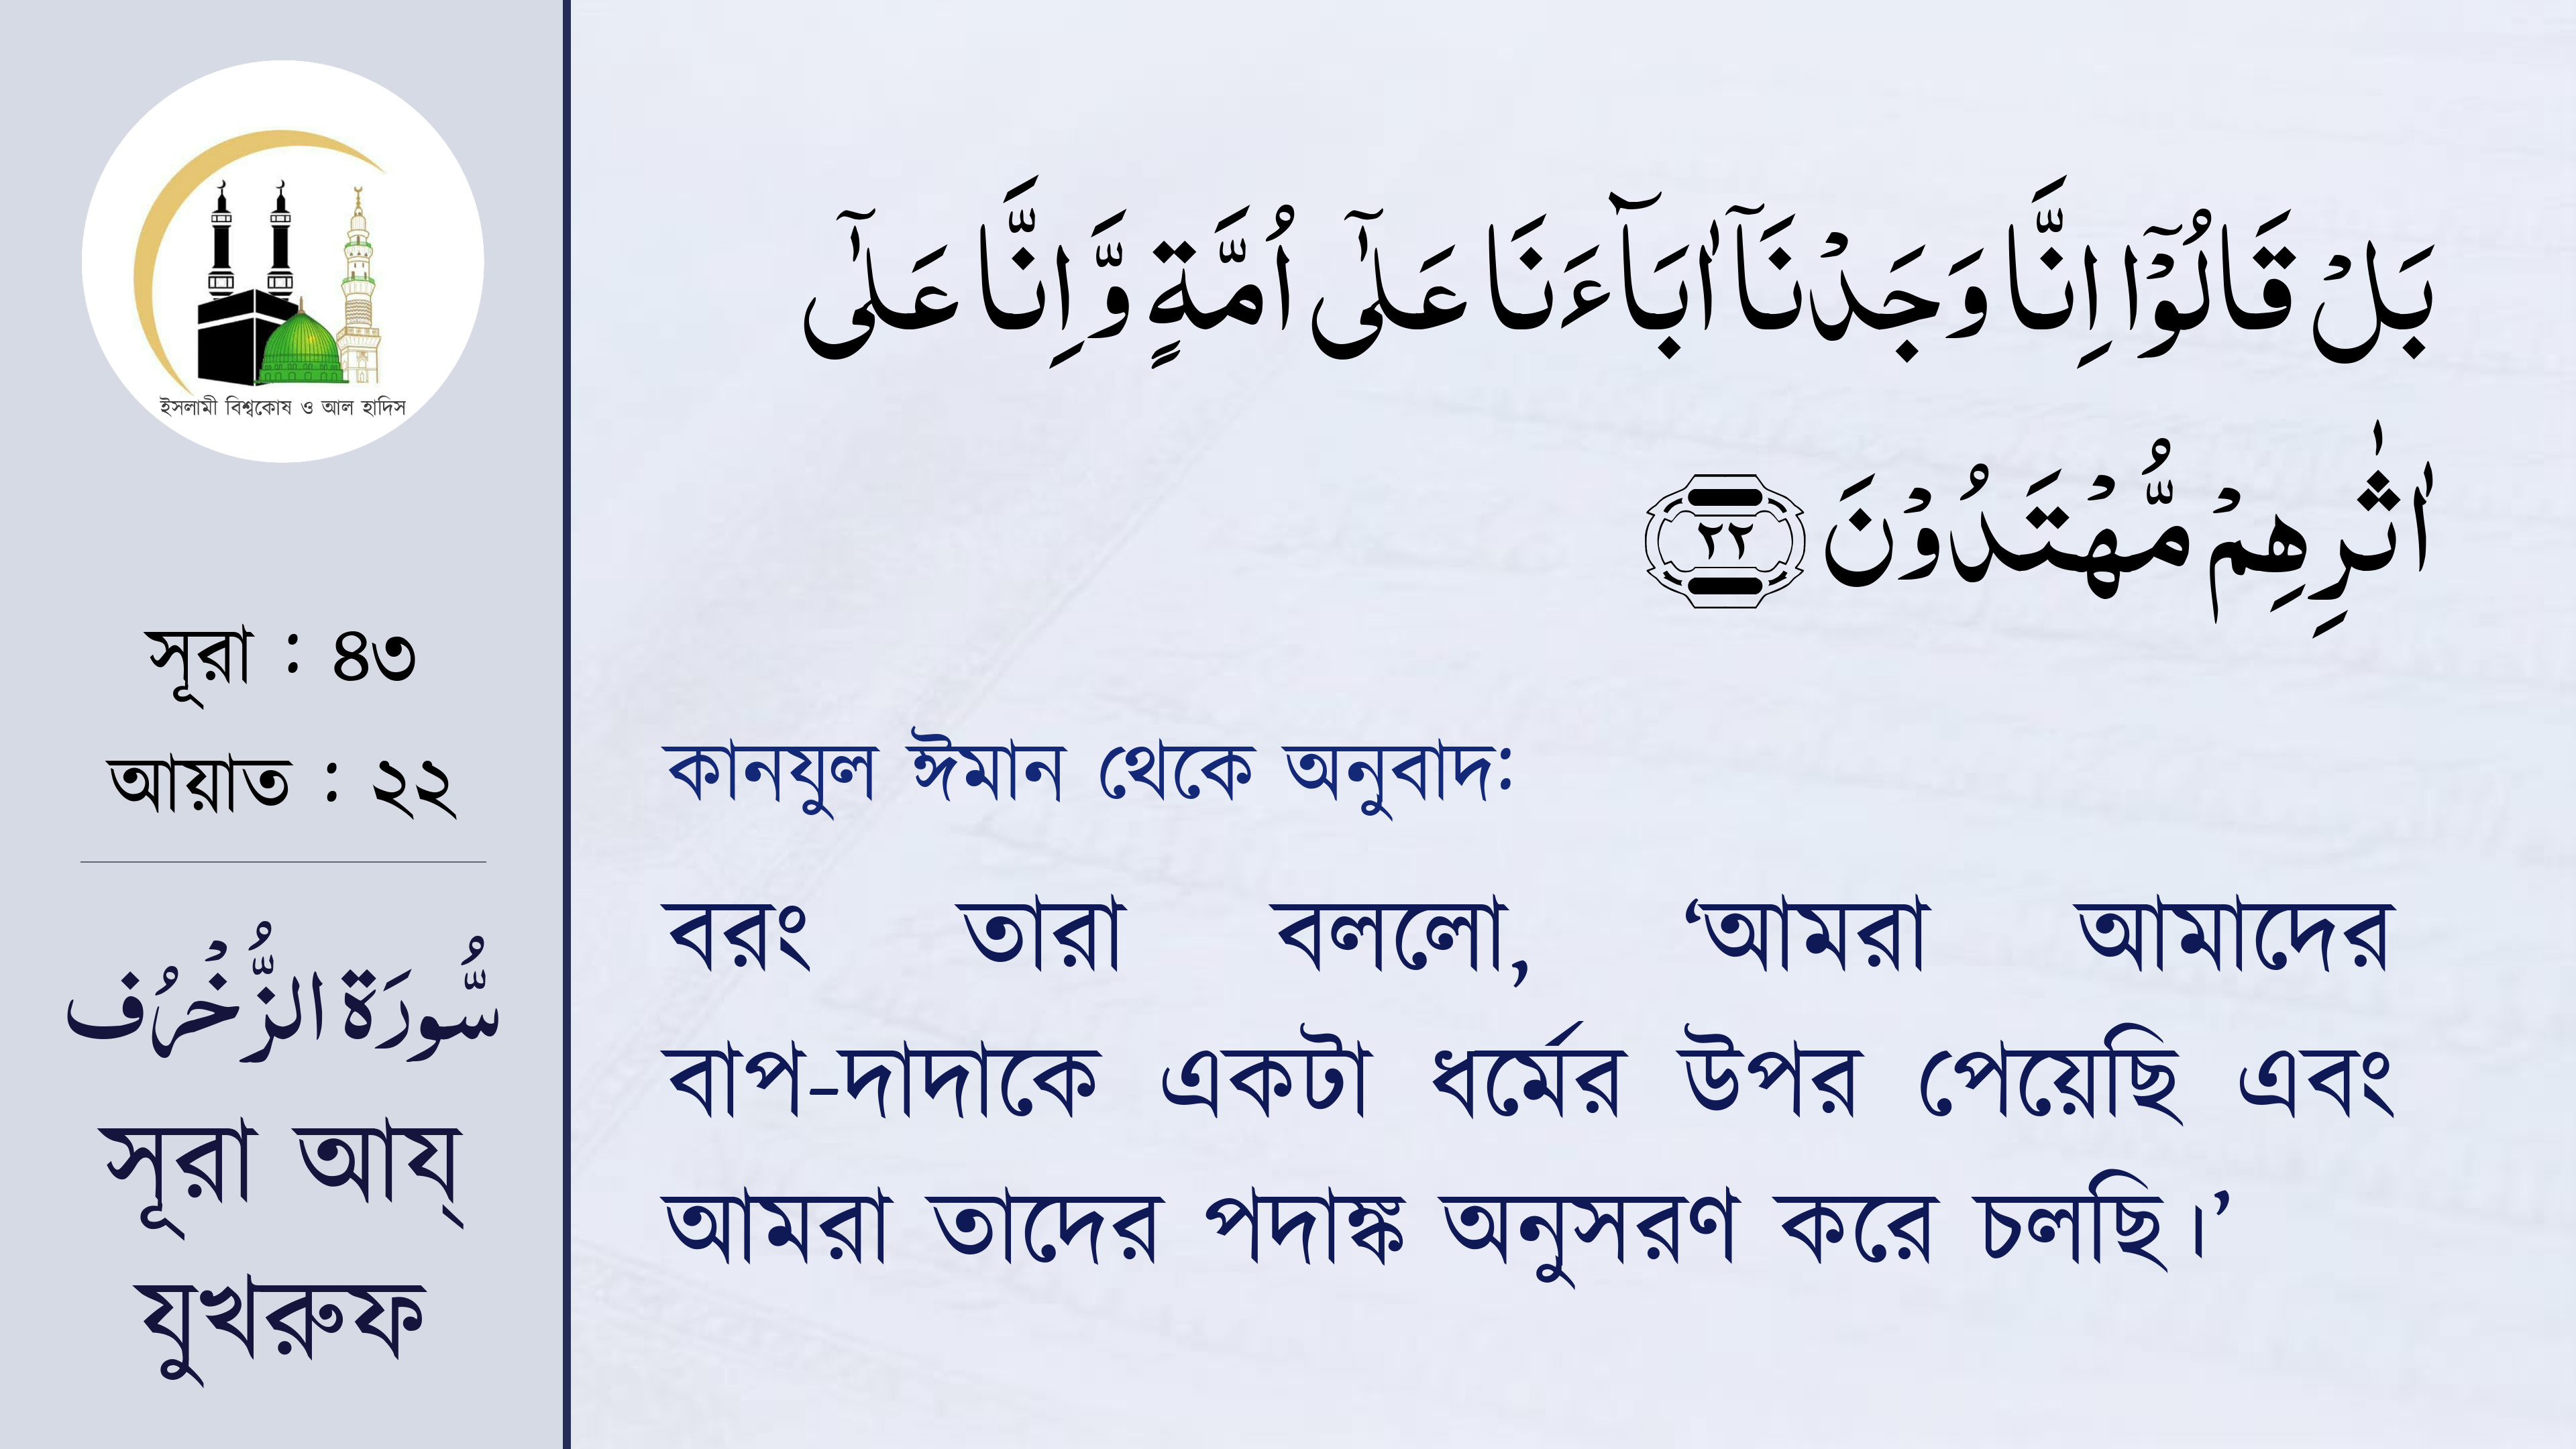 ইসলামী বিশ্বকোষ ও আল হাদিস
সূরা : ৪৩
আয়াত : ২২
سُّورَة الزُّخْرُف
সূরা আয্
যুখরুফ
بَلْ قَالُوْۤا اِنَّا وَجَدْنَاۤ اٰبَآءَنَا عَلٰۤى اُمَّةٍ وَّ اِنَّا عَلٰۤى
اٰثٰرِهِمْ مُّهْتَدُوْنَ ٢٢
কানযুল ঈমান থেকে অনুবাদ:
বরং তারা বললো, ‘আমরা আমাদের
বাপ-দাদাকে একটা ধর্মের উপর পেয়েছি এবং
আমরা তাদের পদাঙ্ক অনুসরণ করে চলছি।’